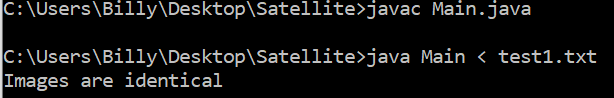 C:\Users\Billy\Desktop\Satellite>javac Main.java
C:\Users\Billy\Desktop\Satellite>java Main < test1.txt
Images are identical